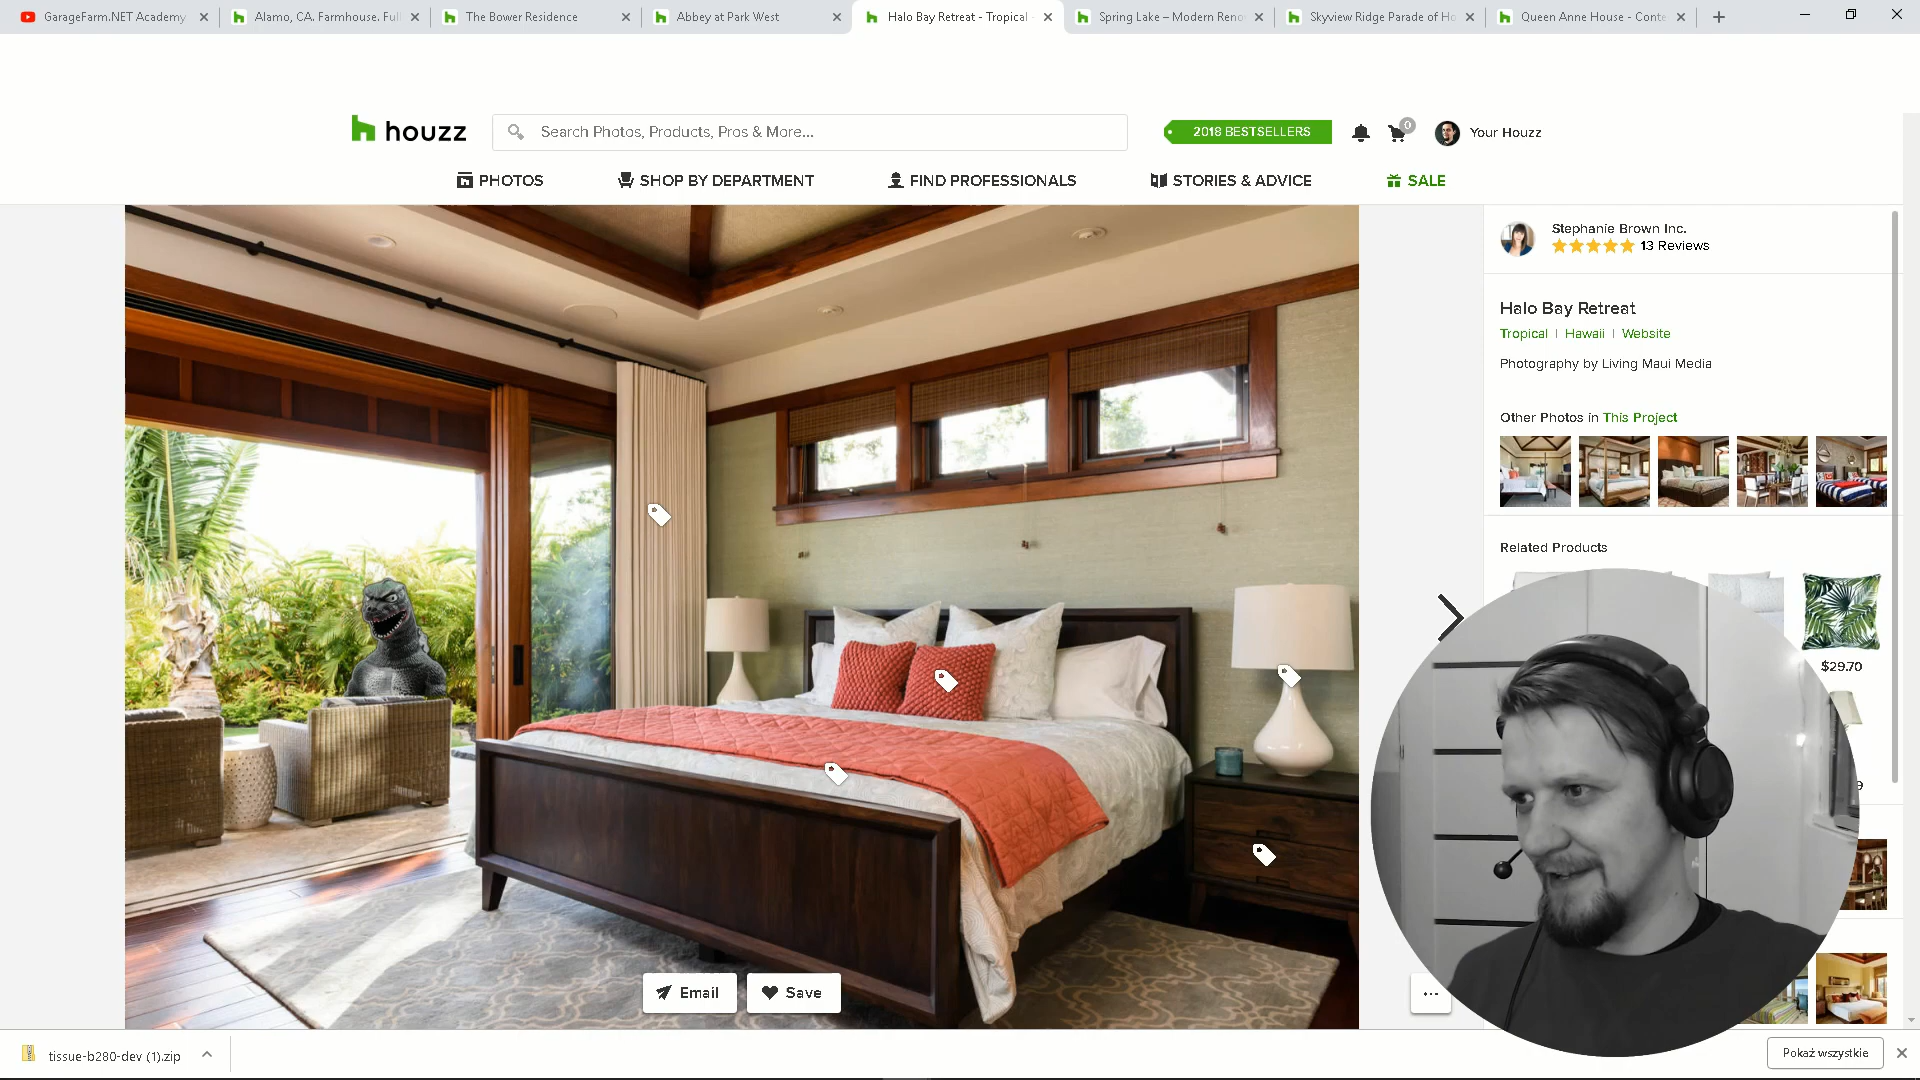 GarageFarm.NET Academy
Alamo, CA. Farmhouse. Full
The Bower Residence
Abbey at Park West
Halo Bay Retreat - Tropical -
Spring Lake – Modern Reno
Skyview Ridge Parade of Ho
Queen Anne House - Conte
houzz
Search Photos, Products, Pros & More...
2018 BESTSELLERS
0
Your Houzz
PHOTOS
SHOP BY DEPARTMENT
FIND PROFESSIONALS
STORIES & ADVICE
SALE
Stephanie Brown Inc.
13 Reviews
Halo Bay Retreat
Tropical | Hawaii | Website
Photography by Living Maui Media
Other Photos in This Project
Related Products
$29.70
9
Email
Save
...
tissue-b280-dev (1).zip
Pokaż wszystkie